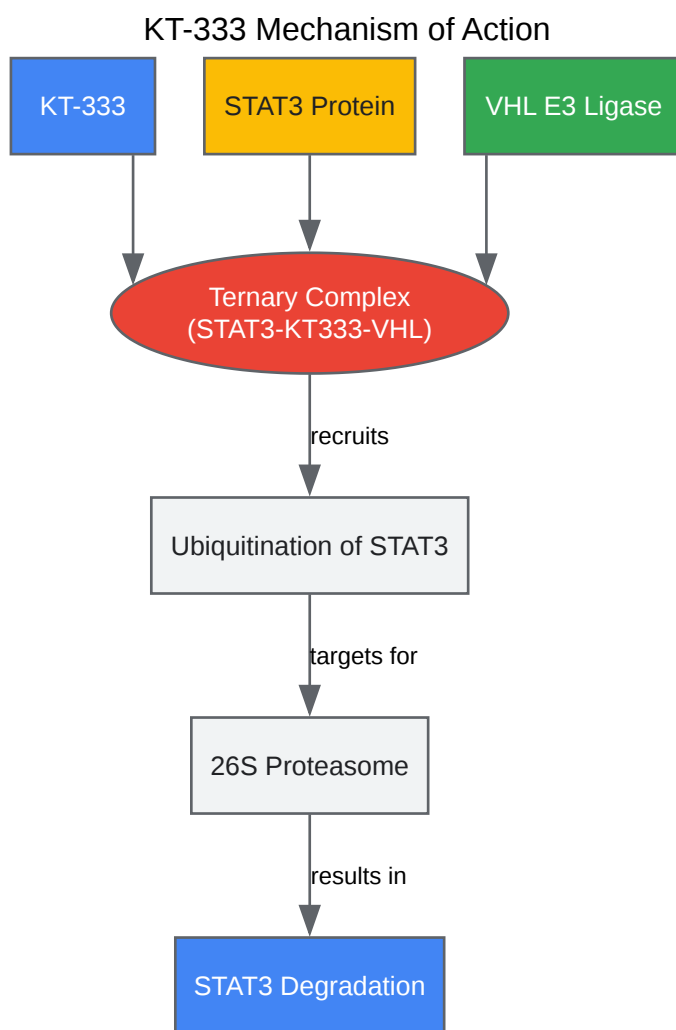 KT-333 Mechanism of Action
KT-333
STAT3 Protein
VHL E3 Ligase
Ternary Complex
(STAT3-KT333-VHL)
recruits
Ubiquitination of STAT3
targets for
26S Proteasome
results in
STAT3 Degradation